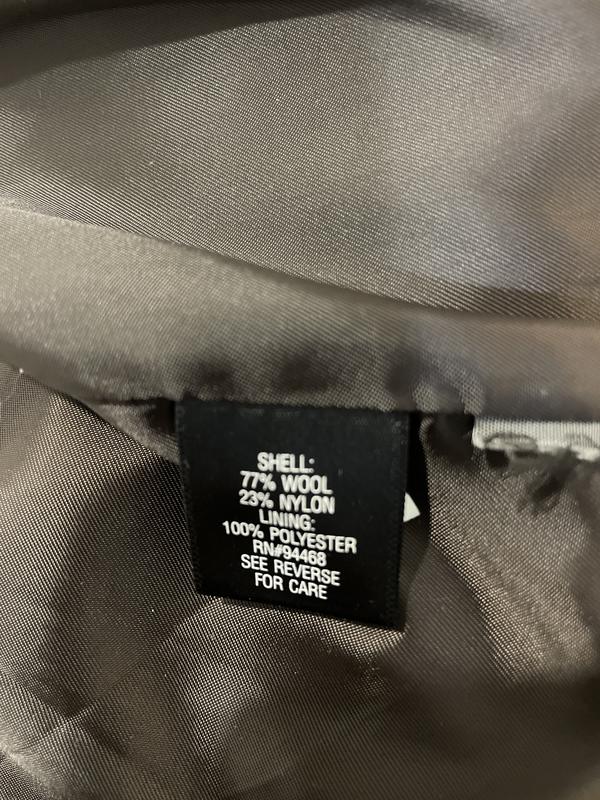 SHELL:
77% WOOL
23% NYLON
LINING:
100% POLYESTER
RN#94468
SEE REVERSE
FOR CARE